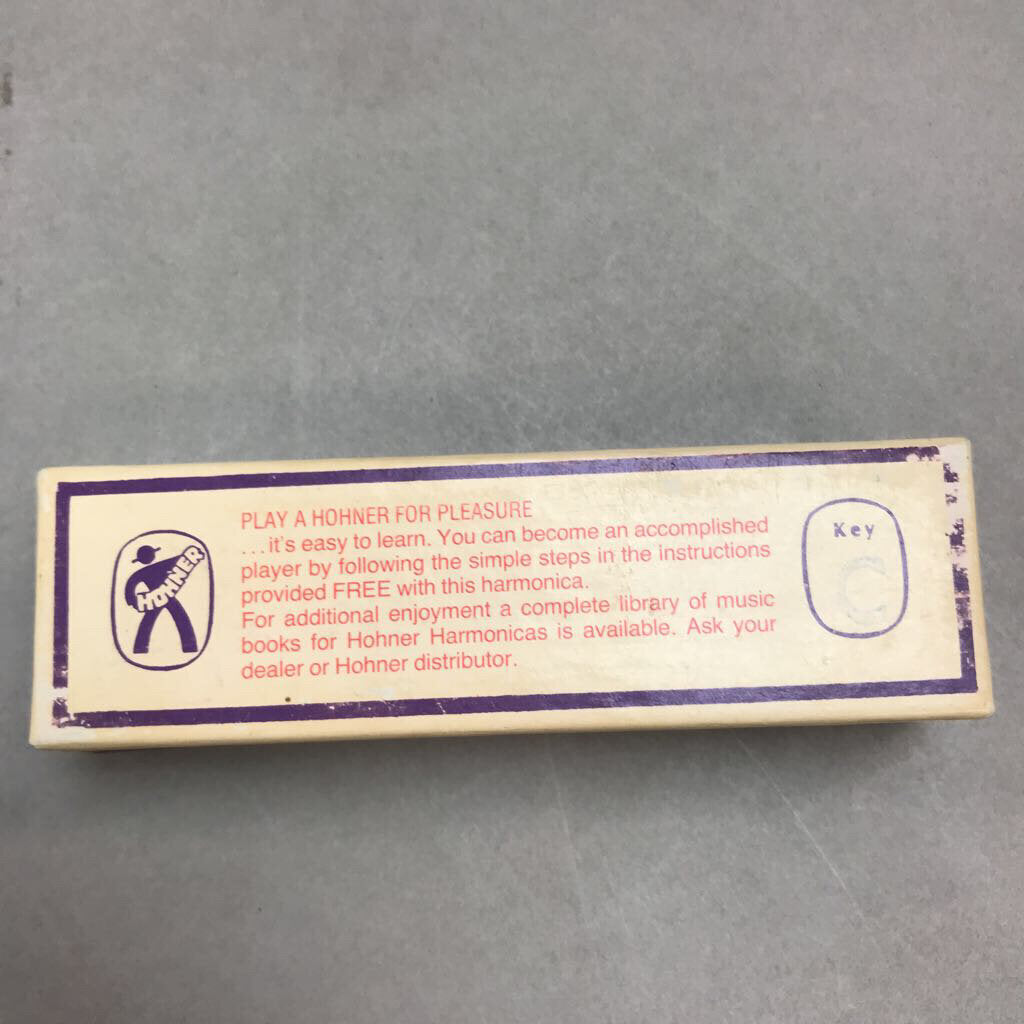 PLAY A HOHNER FOR PLEASURE
...it's easy to learn. You can become an accomplished
player by following the simple steps in the instructions
provided FREE with this harmonica.
For additional enjoyment a complete library of music
books for Hohner Harmonicas is available. Ask your
dealer or Hohner distributor.
HOHNER
Key
C